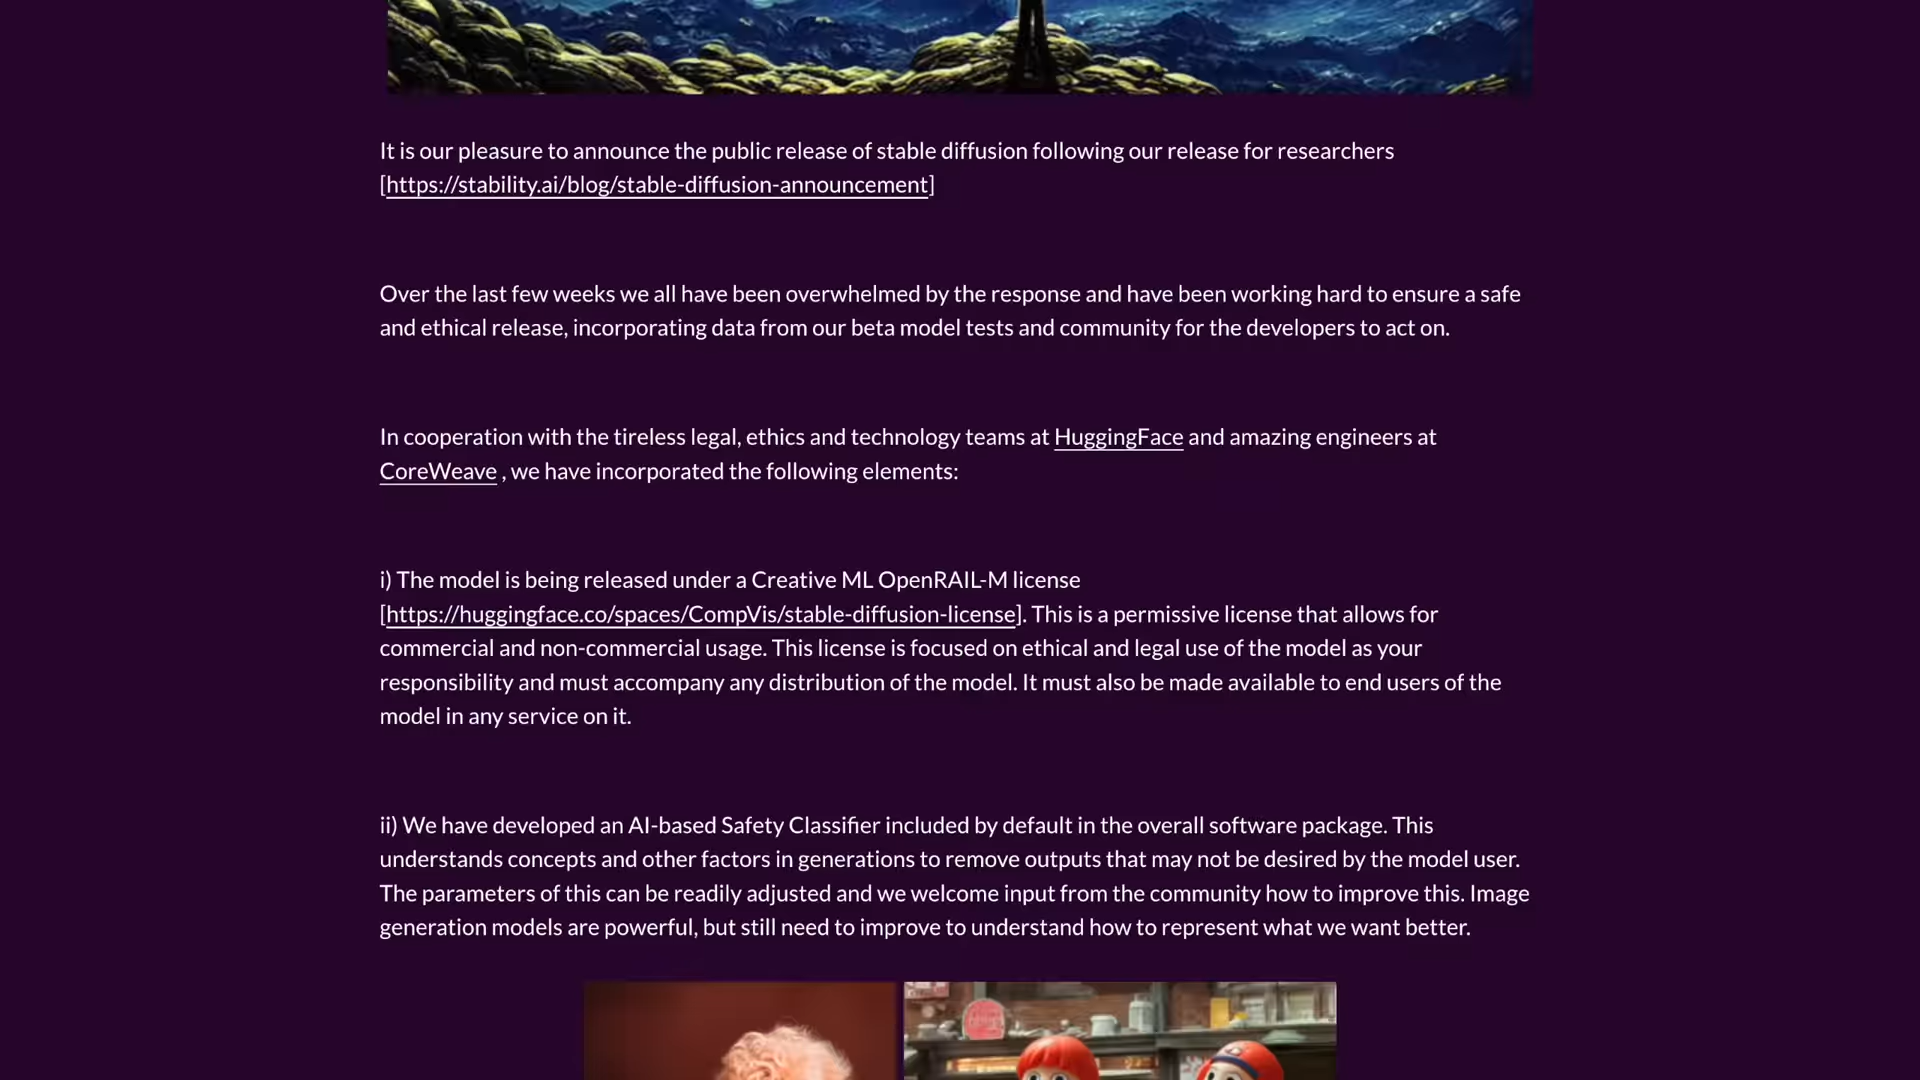 It is our pleasure to announce the public release of stable diffusion following our release for researchers
[https://stability.ai/blog/stable-diffusion-announcement]
Over the last few weeks we all have been overwhelmed by the response and have been working hard to ensure a safe
and ethical release, incorporating data from our beta model tests and community for the developers to act on.
In cooperation with the tireless legal, ethics and technology teams at HuggingFace and amazing engineers at
CoreWeave , we have incorporated the following elements:
i) The model is being released under a Creative ML OpenRAIL-M license
[https://huggingface.co/spaces/CompVis/stable-diffusion-license]. This is a permissive license that allows for
commercial and non-commercial usage. This license is focused on ethical and legal use of the model as your
responsibility and must accompany any distribution of the model. It must also be made available to end users of the
model in any service on it.
ii) We have developed an AI-based Safety Classifier included by default in the overall software package. This
understands concepts and other factors in generations to remove outputs that may not be desired by the model user.
The parameters of this can be readily adjusted and we welcome input from the community how to improve this. Image
generation models are powerful, but still need to improve to understand how to represent what we want better.